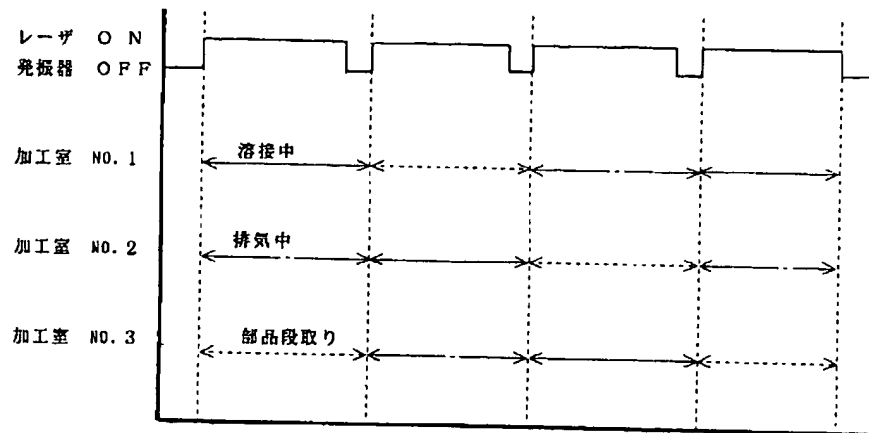 レーザ ON
発振器 OFF
加工室 NO.1 溶接中
加工室 NO.2 排気中
加工室 NO.3 部品段取り